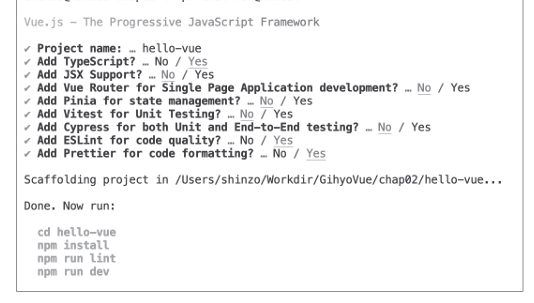 Vue.js - The Progressive JavaScript Framework
✔ Project name: … hello-vue
✔ Add TypeScript? … No / Yes
✔ Add JSX Support? … No / Yes
✔ Add Vue Router for Single Page Application development? … No / Yes
✔ Add Pinia for state management? … No / Yes
✔ Add Vitest for Unit Testing? … No / Yes
✔ Add Cypress for both Unit and End-to-End testing? … No / Yes
✔ Add ESLint for code quality? … No / Yes
✔ Add Prettier for code formatting? … No / Yes
Scaffolding project in /Users/shinzo/Workdir/GihyoVue/chap02/hello-vue...
Done. Now run:
cd hello-vue
npm install
npm run lint
npm run dev